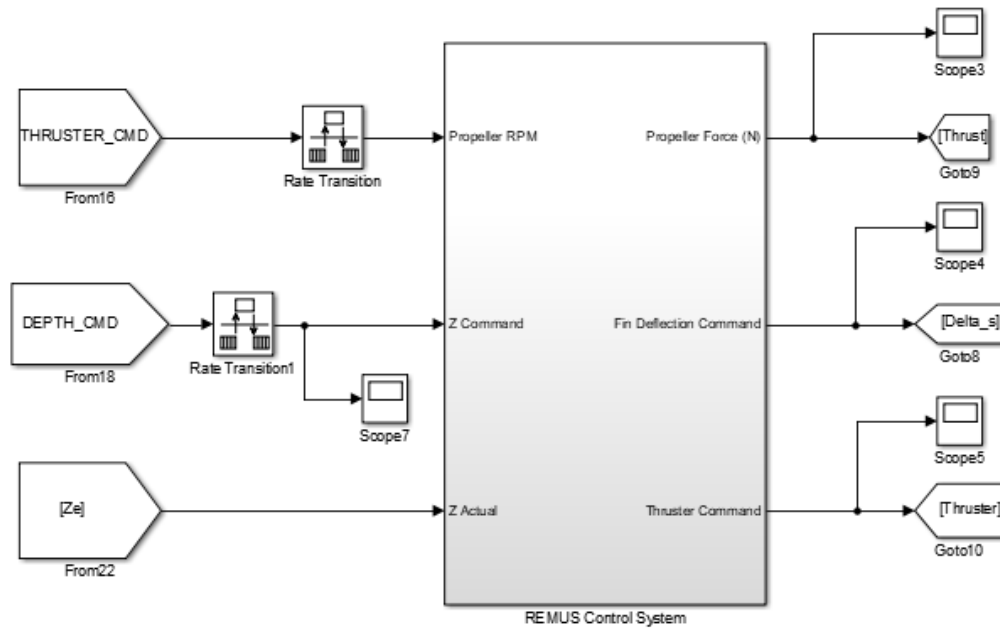 Scope3
THRUSTER_CMD
Propeller RPM
Propeller Force (N)
[Thrust]
From16
Rate Transition
Goto9
Scope4
DEPTH_CMD
Z Command
Fin Deflection Command
[Delta_s]
From18
Rate Transition1
Goto8
Scope7
Scope5
[Ze]
Z Actual
Thruster Command
[Thruster]
From22
Goto10
REMUS Control System